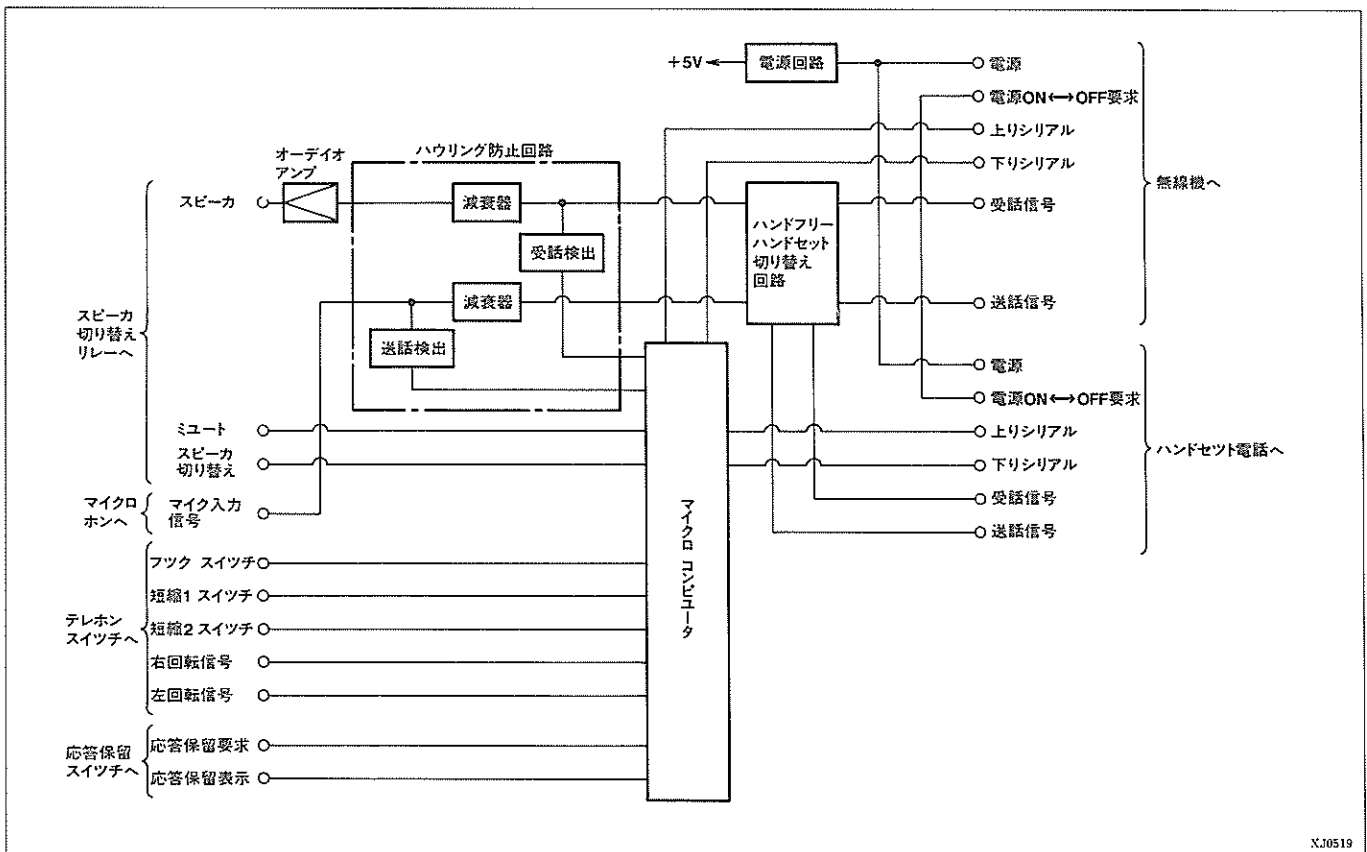 +5V
電源回路
電源
電源ON⟷OFF要求
上りシリアル
下りシリアル
受話信号
送話信号
無線機へ
オーデイオ
アンプ
ハウリング防止回路
スピーカ
減衰器
受話検出
減衰器
送話検出
ハンドフリー
ハンドセット
切り替え
回路
スピーカ
切り替え
リレーへ
電源
電源ON⟷OFF要求
上りシリアル
下りシリアル
受話信号
送話信号
ハンドセツト電話へ
ミユート
スピーカ
切り替え
マイクロ
ホンへ
マイク入力
信号
マイクロ コンピユータ
テレホン
スイツチへ
フツク スイツチ
短縮1 スイツチ
短縮2 スイツチ
右回転信号
左回転信号
応答保留
スイツチへ
応答保留要求
応答保留表示
XJ0519